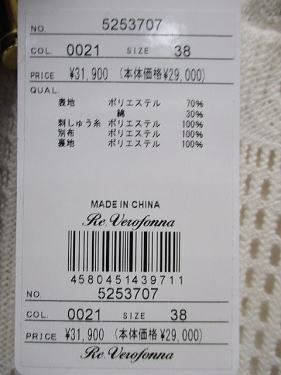 NO. 5253707
COL. 0021 SIZE 38
PRICE ¥31,900 (本体価格¥29,000)
QUAL.
表地 ポリエステル 70%
綿 30%
刺しゅう糸 ポリエステル 100%
別布 ポリエステル 100%
裏地 ポリエステル 100%
MADE IN CHINA
Re.Verofonna
4580451439711
NO 5253707
COL. 0021 SIZE 38
PRICE ¥31,900 (本体価格¥29,000)
Re.Verofonna